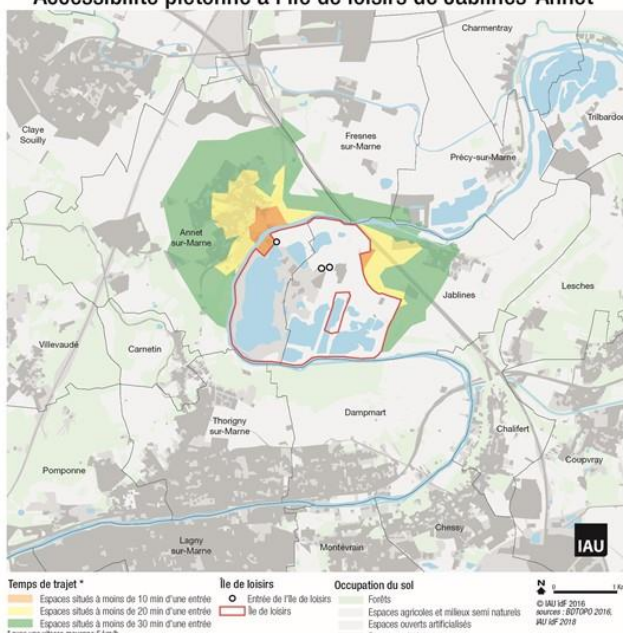 Accessibilité piétonne à l'île de loisirs de Jablines-Annet
Charmentray
Claye
Souilly
Fresnes
sur-Marne
Trilbardou
Précy-sur-Marne
Annet
sur-Marne
Jablines
Lesches
Villevaudé
Carnetin
Dampmart
Thorigny
sur-Marne
Chalifert
Coupvray
Pomponne
Lagny
sur-Marne
Montévrain
Chessy
IAU
Temps de trajet *
Espaces situés à moins de 10 min d'une entrée
Espaces situés à moins de 20 min d'une entrée
Espaces situés à moins de 30 min d'une entrée
Île de loisirs
Entrée de l'Ile de loisirs
Île de loisirs
Occupation du sol
Forêts
Espaces agricoles et milieux semi naturels
Espaces ouverts artificialisés
N
0 1 Km
© IAU îdF 2016
sources : BDTOPO 2016,
IAU îdF 2018